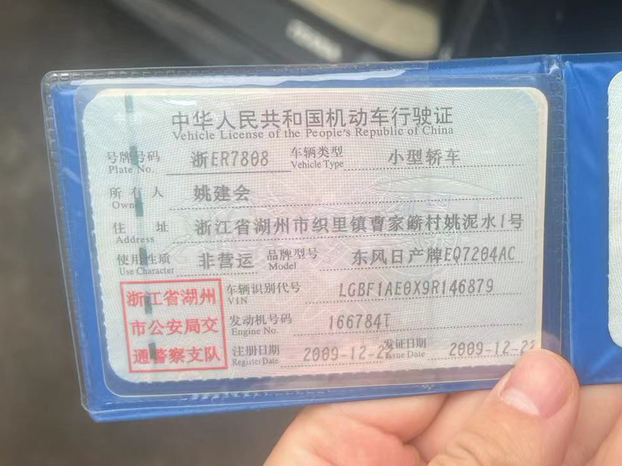 中华人民共和国机动车行驶证
Vehicle License of the People's Republic of China
号牌号码 浙ER7808 车辆类型 小型轿车
Plate No. Vehicle Type
所有人 姚建会
Owner
住址 浙江省湖州市织里镇曹家簖村姚泥水1号
Address
使用性质 非营运 品牌型号 东风日产牌EQ7204AC
Use Character Model
浙江省湖州
市公安局交
通警察支队
车辆识别代号 LGBF1AE0X9R146879
VIN
发动机号码 166784T
Engine No.
注册日期 2009-12-22 发证日期 2009-12-22
Register Date Issue Date